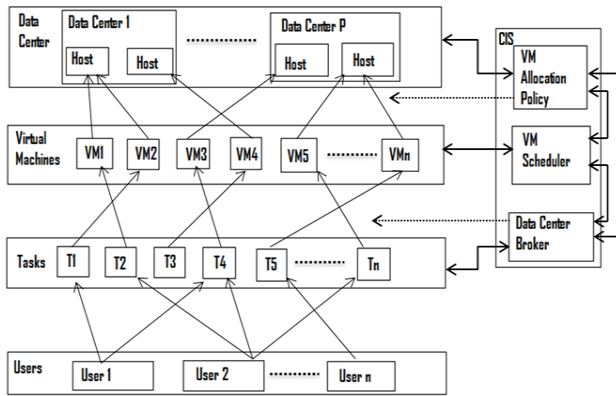 Data
Center
Data Center 1
Host
Host
Data Center P
Host
Host
CIS
VM
Allocation
Policy
Virtual
Machines
VM1
VM2
VM3
VM4
VM5
VMn
VM
Scheduler
Data Center
Broker
Tasks
T1
T2
T3
T4
T5
Tn
Users
User 1
User 2
User n